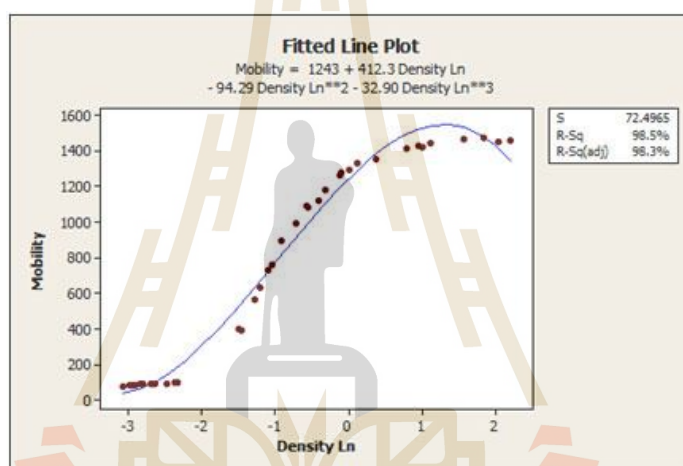 Fitted Line Plot
Mobility = 1243 + 412.3 Density Ln
- 94.29 Density Ln**2 - 32.90 Density Ln**3
S 72.4965
R-Sq 98.5%
R-Sq(adj) 98.3%
1600
1400
1200
1000
800
600
400
200
0
Mobility
-3 -2 -1 0 1 2
Density Ln